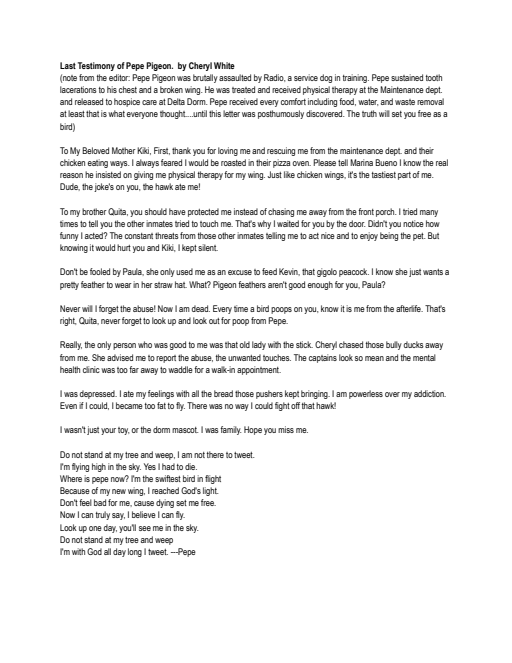 Last Testimony of Pepe Pigeon.  by Cheryl White
(note from the editor: Pepe Pigeon was brutally assaulted by Radio, a service dog in training. Pepe sustained tooth
lacerations to his chest and a broken wing. He was treated and received physical therapy at the Maintenance dept.
and released to hospice care at Delta Dorm. Pepe received every comfort including food, water, and waste removal
at least that is what everyone thought....until this letter was posthumously discovered. The truth will set you free as a
bird)

To My Beloved Mother Kiki, First, thank you for loving me and rescuing me from the maintenance dept. and their
chicken eating ways. I always feared I would be roasted in their pizza oven. Please tell Marina Bueno I know the real
reason he insisted on giving me physical therapy for my wing. Just like chicken wings, it's the tastiest part of me.
Dude, the joke's on you, the hawk ate me!

To my brother Quita, you should have protected me instead of chasing me away from the front porch. I tried many
times to tell you the other inmates tried to touch me. That's why I waited for you by the door. Didn't you notice how
funny I acted? The constant threats from those other inmates telling me to act nice and to enjoy being the pet. But
knowing it would hurt you and Kiki, I kept silent.

Don't be fooled by Paula, she only used me as an excuse to feed Kevin, that gigolo peacock. I know she just wants a
pretty feather to wear in her straw hat. What? Pigeon feathers aren't good enough for you, Paula?

Never will I forget the abuse! Now I am dead. Every time a bird poops on you, know it is me from the afterlife. That's
right, Quita, never forget to look up and look out for poop from Pepe.

Really, the only person who was good to me was that old lady with the stick. Cheryl chased those bully ducks away
from me. She advised me to report the abuse, the unwanted touches. The captains look so mean and the mental
health clinic was too far away to waddle for a walk-in appointment.

I was depressed. I ate my feelings with all the bread those pushers kept bringing. I am powerless over my addiction.
Even if I could, I became too fat to fly. There was no way I could fight off that hawk!

I wasn't just your toy, or the dorm mascot. I was family. Hope you miss me.

Do not stand at my tree and weep, I am not there to tweet.
I'm flying high in the sky. Yes I had to die.
Where is pepe now? I'm the swiftest bird in flight
Because of my new wing, I reached God's light.
Don't feel bad for me, cause dying set me free.
Now I can truly say, I believe I can fly.
Look up one day, you'll see me in the sky.
Do not stand at my tree and weep
I'm with God all day long I tweet. ---Pepe